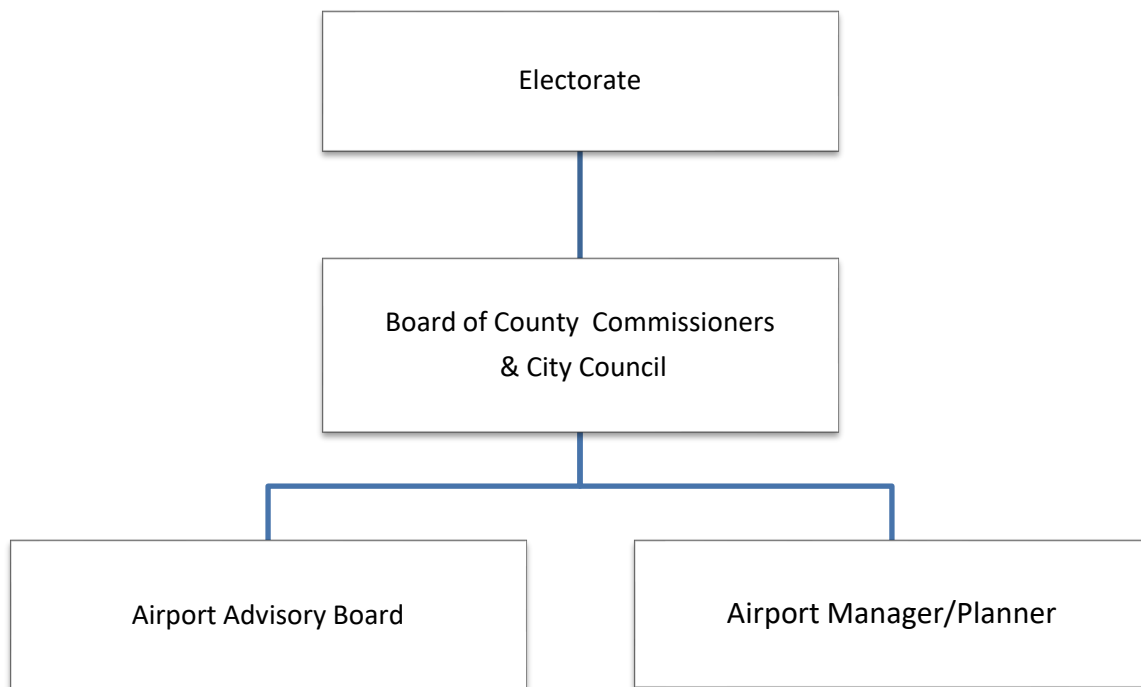 Electorate
Board of County  Commissioners
& City Council
Airport Advisory Board
Airport Manager/Planner